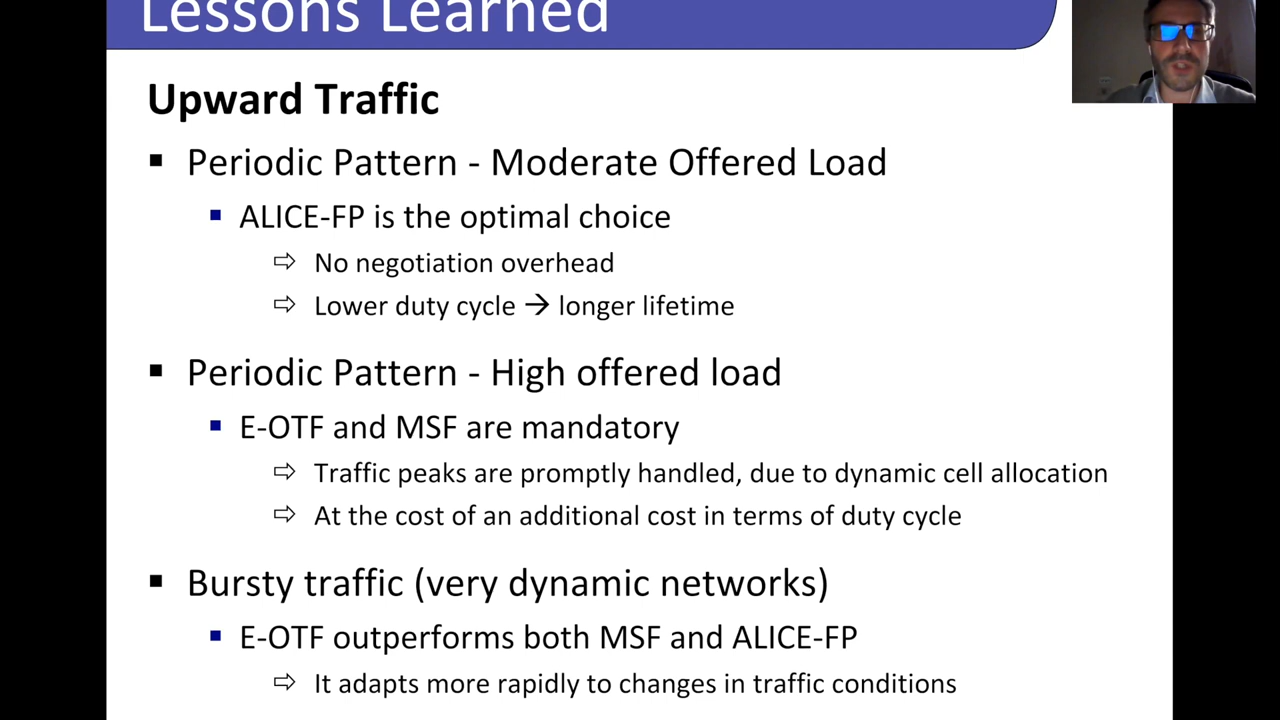 Lessons Learned
Upward Traffic
▪ Periodic Pattern - Moderate Offered Load
▪ ALICE-FP is the optimal choice
⇨ No negotiation overhead
⇨ Lower duty cycle → longer lifetime
▪ Periodic Pattern - High offered load
▪ E-OTF and MSF are mandatory
⇨ Traffic peaks are promptly handled, due to dynamic cell allocation
⇨ At the cost of an additional cost in terms of duty cycle
▪ Bursty traffic (very dynamic networks)
▪ E-OTF outperforms both MSF and ALICE-FP
⇨ It adapts more rapidly to changes in traffic conditions